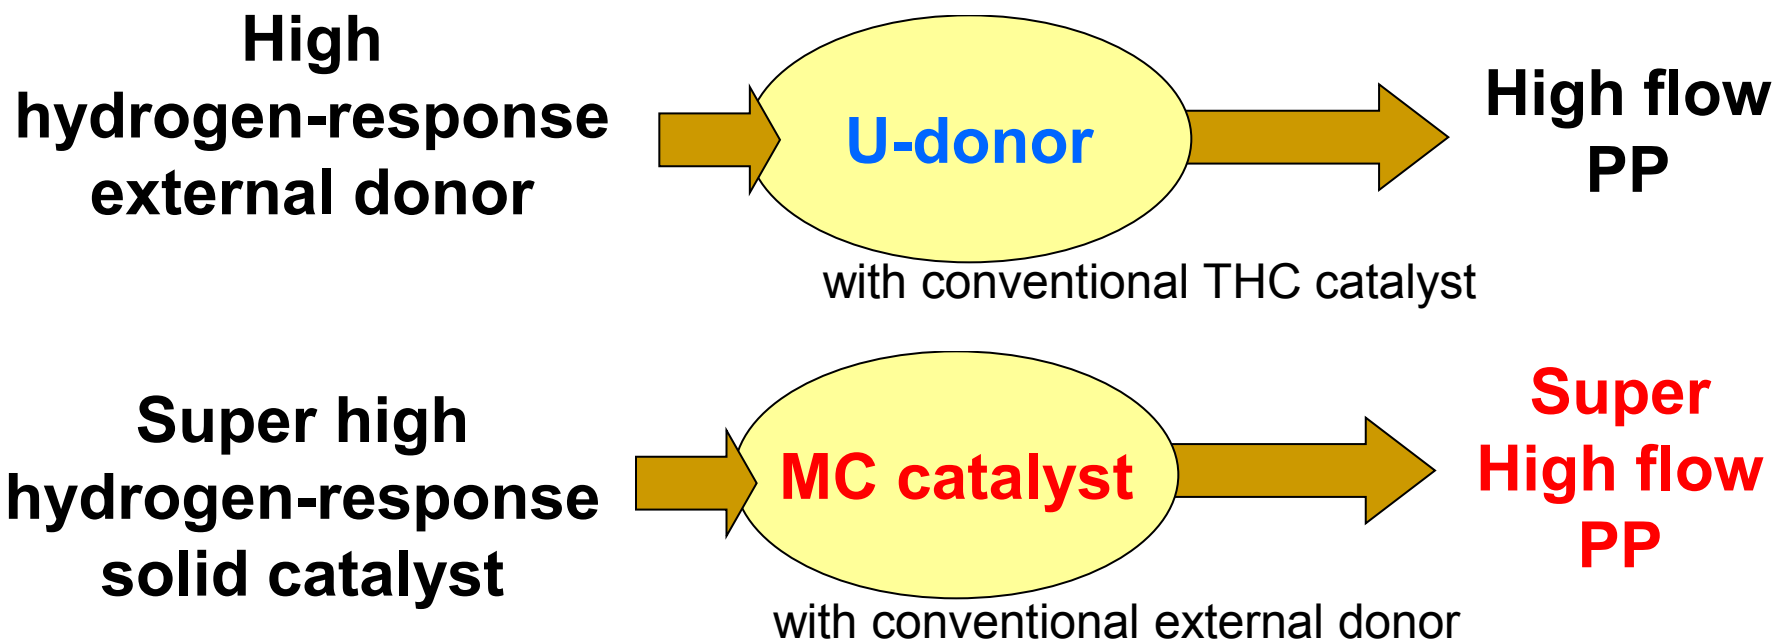 High
hydrogen-response
external donor
U-donor
High flow
PP
with conventional THC catalyst
Super high
hydrogen-response
solid catalyst
MC catalyst
Super
High flow
PP
with conventional external donor